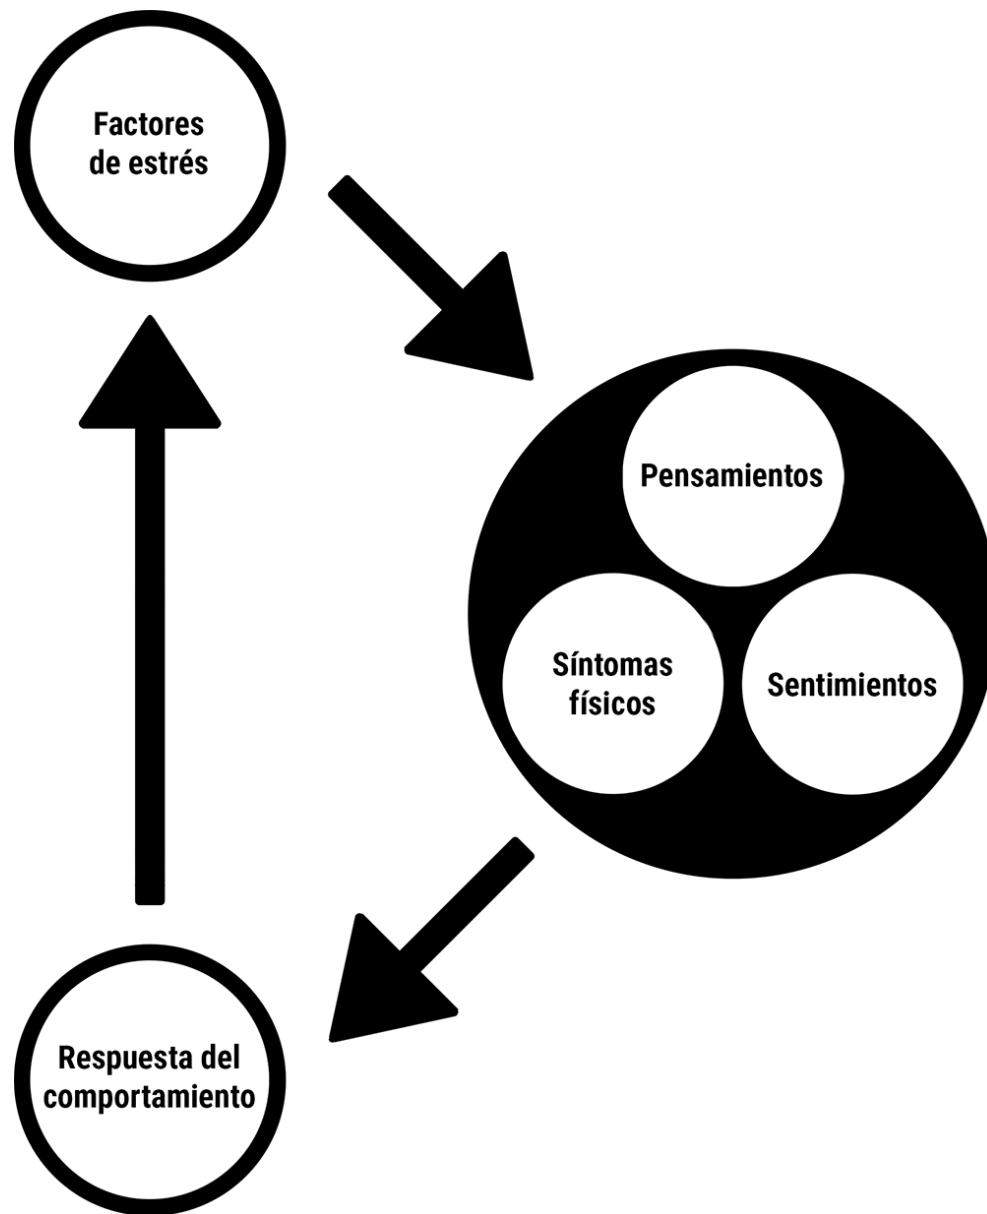 Factores
de estrés
Pensamientos
Síntomas
físicos
Sentimientos
Respuesta del
comportamiento